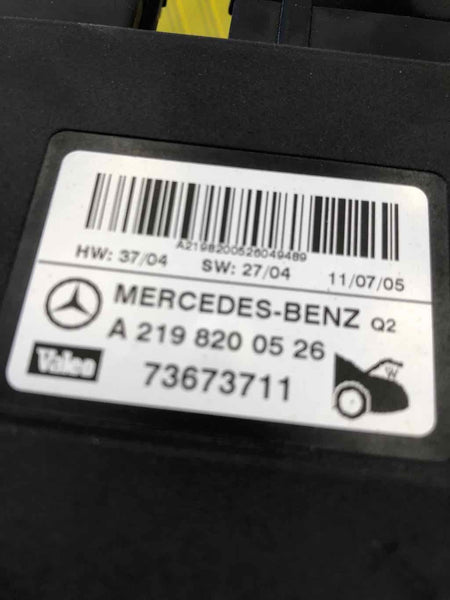 A2198200526049489
HW: 37/04 SW: 27/04 11/07/05
MERCEDES-BENZ Q2
A 219 820 05 26
Valeo 73673711
W